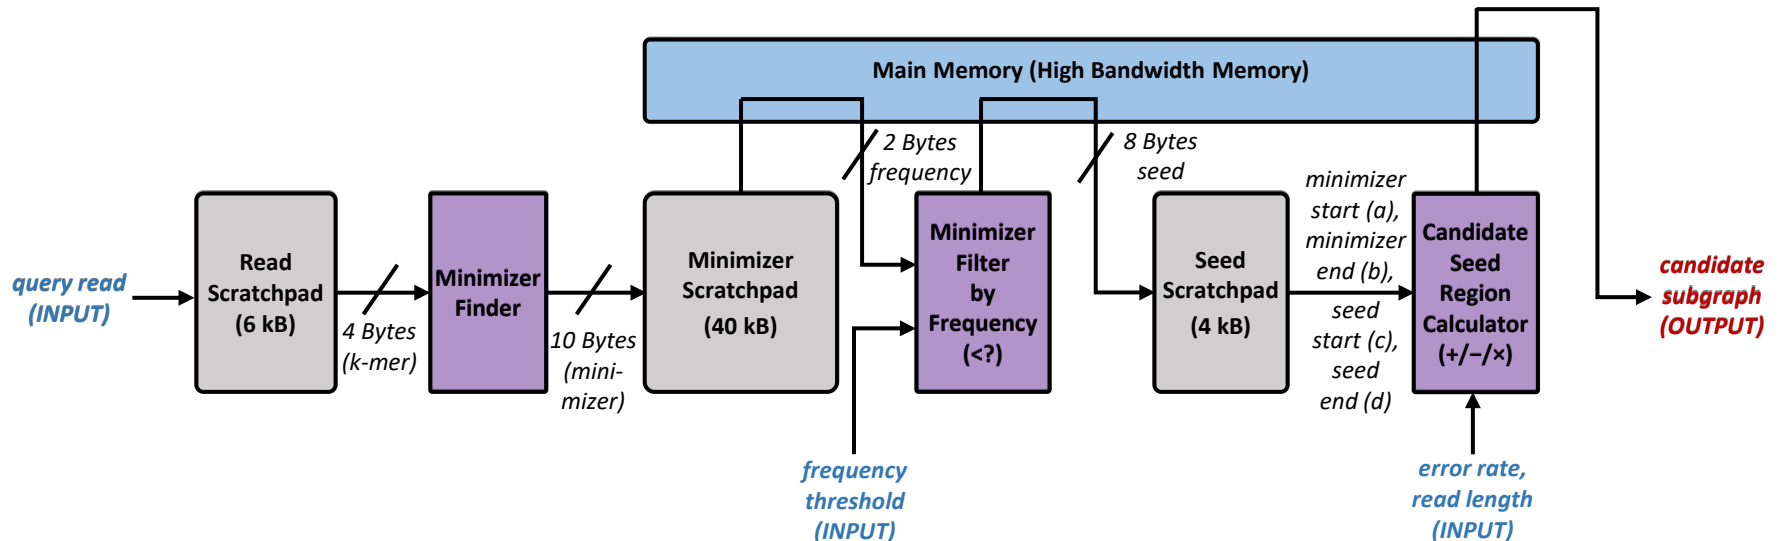 Main Memory (High Bandwidth Memory)
2 Bytes
frequency
8 Bytes
seed
query read
(INPUT)
Read
Scratchpad
(6 kB)
4 Bytes
(k-mer)
Minimizer
Finder
10 Bytes
(mini-
mizer)
Minimizer
Scratchpad
(40 kB)
Minimizer
Filter
by
Frequency
(<?)
frequency
threshold
(INPUT)
Seed
Scratchpad
(4 kB)
minimizer
start (a),
minimizer
end (b),
seed
start (c),
seed
end (d)
Candidate
Seed
Region
Calculator
(+/−/×)
error rate,
read length
(INPUT)
candidate
subgraph
(OUTPUT)